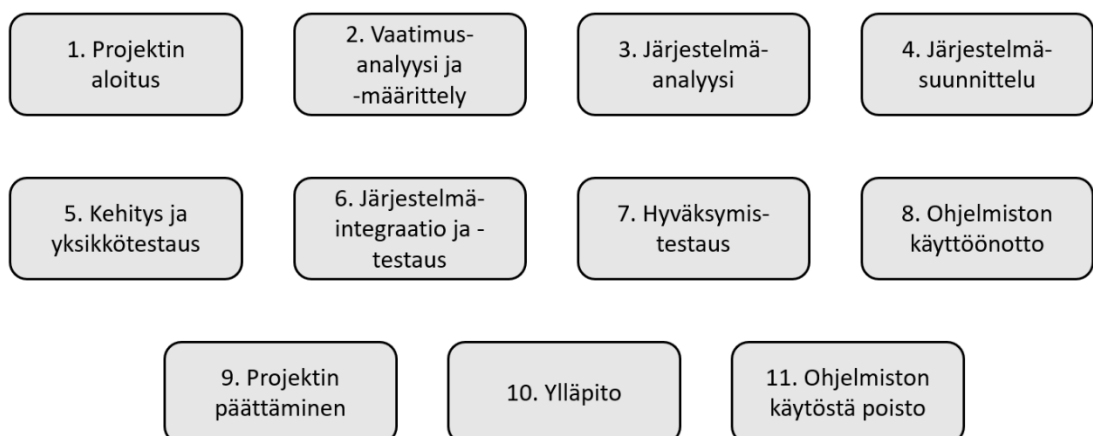 1. Projektin
aloitus
2. Vaatimus-
analyysi ja
-määrittely
3. Järjestelmä-
analyysi
4. Järjestelmä-
suunnittelu
5. Kehitys ja
yksikkötestaus
6. Järjestelmä-
integraatio ja -
testaus
7. Hyväksymis-
testaus
8. Ohjelmiston
käyttöönotto
9. Projektin
päättäminen
10. Ylläpito
11. Ohjelmiston
käytöstä poisto